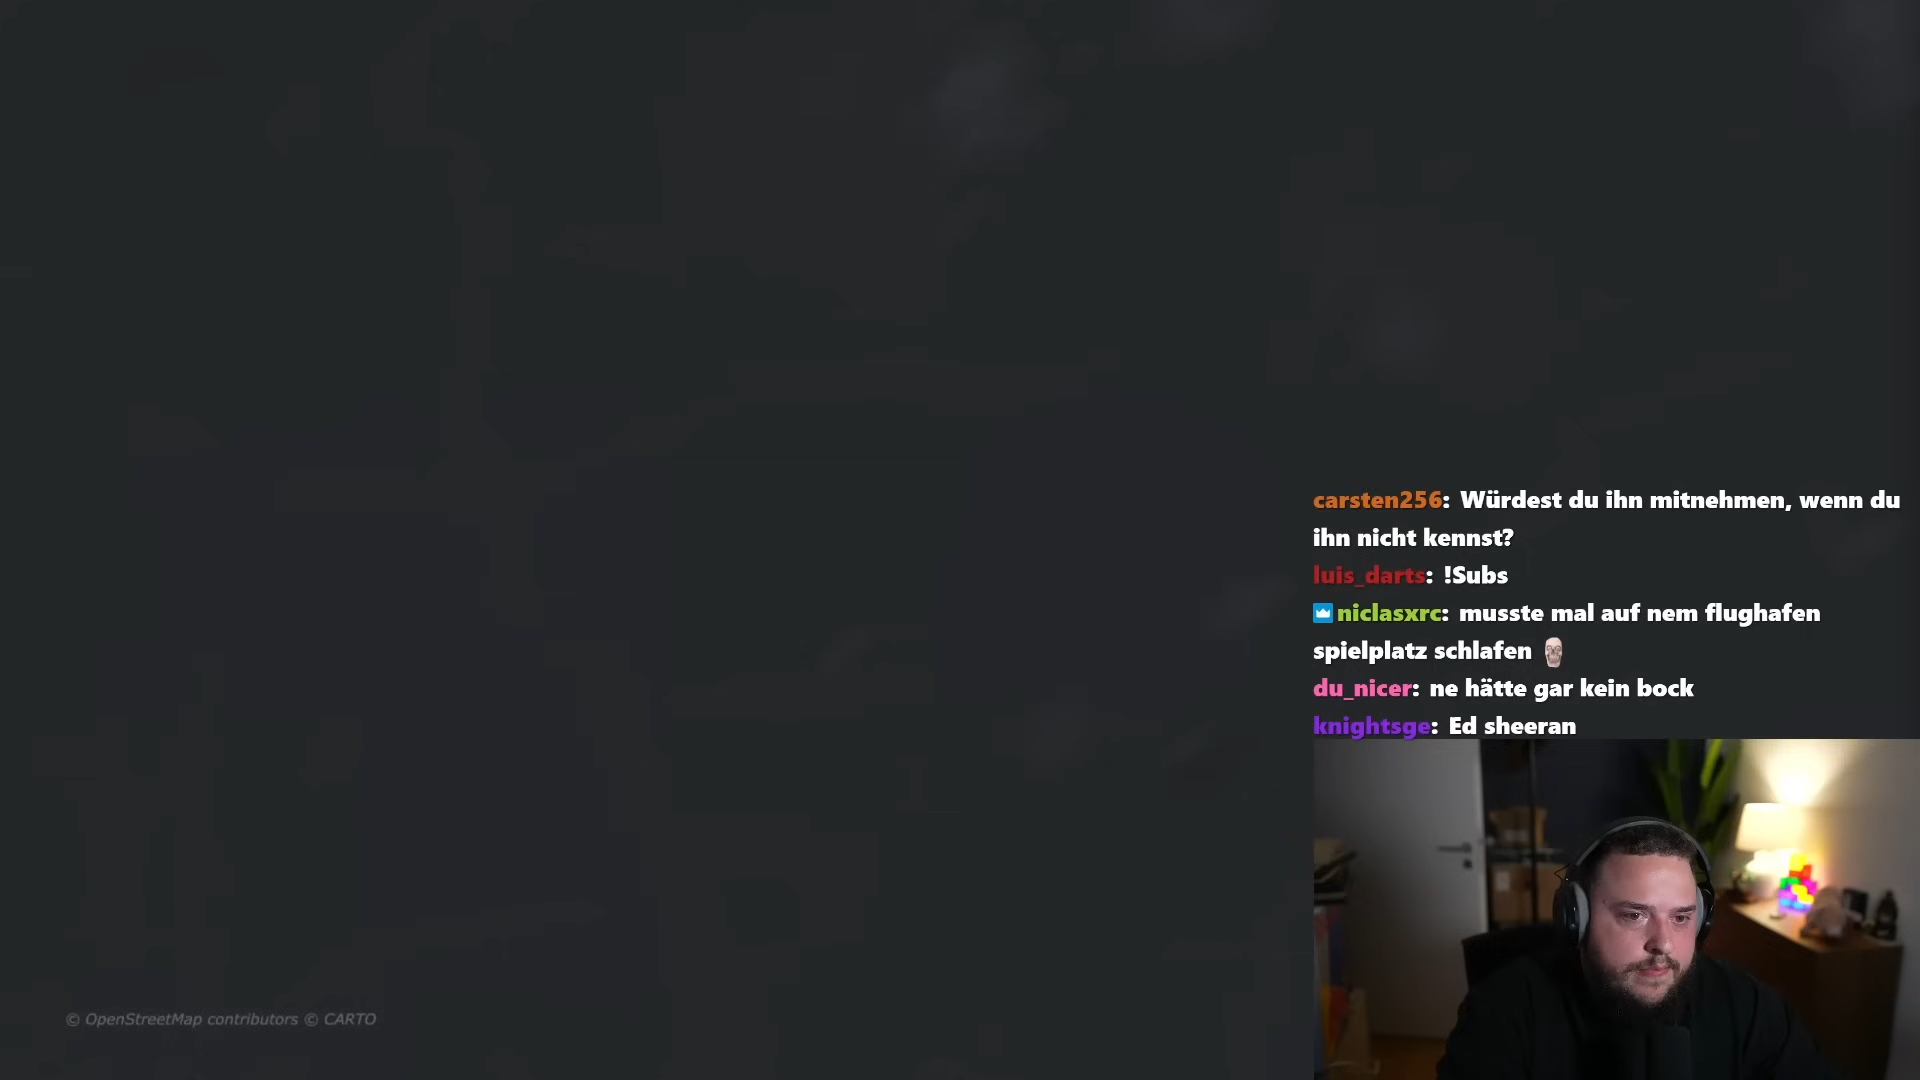 carsten256: Würdest du ihn mitnehmen, wenn du
ihn nicht kennst?
luis_darts: !Subs
niclasxrc: musste mal auf nem flughafen
spielplatz schlafen 💀
du_nicer: ne hätte gar kein bock
knightsge: Ed sheeran
© OpenStreetMap contributors © CARTO